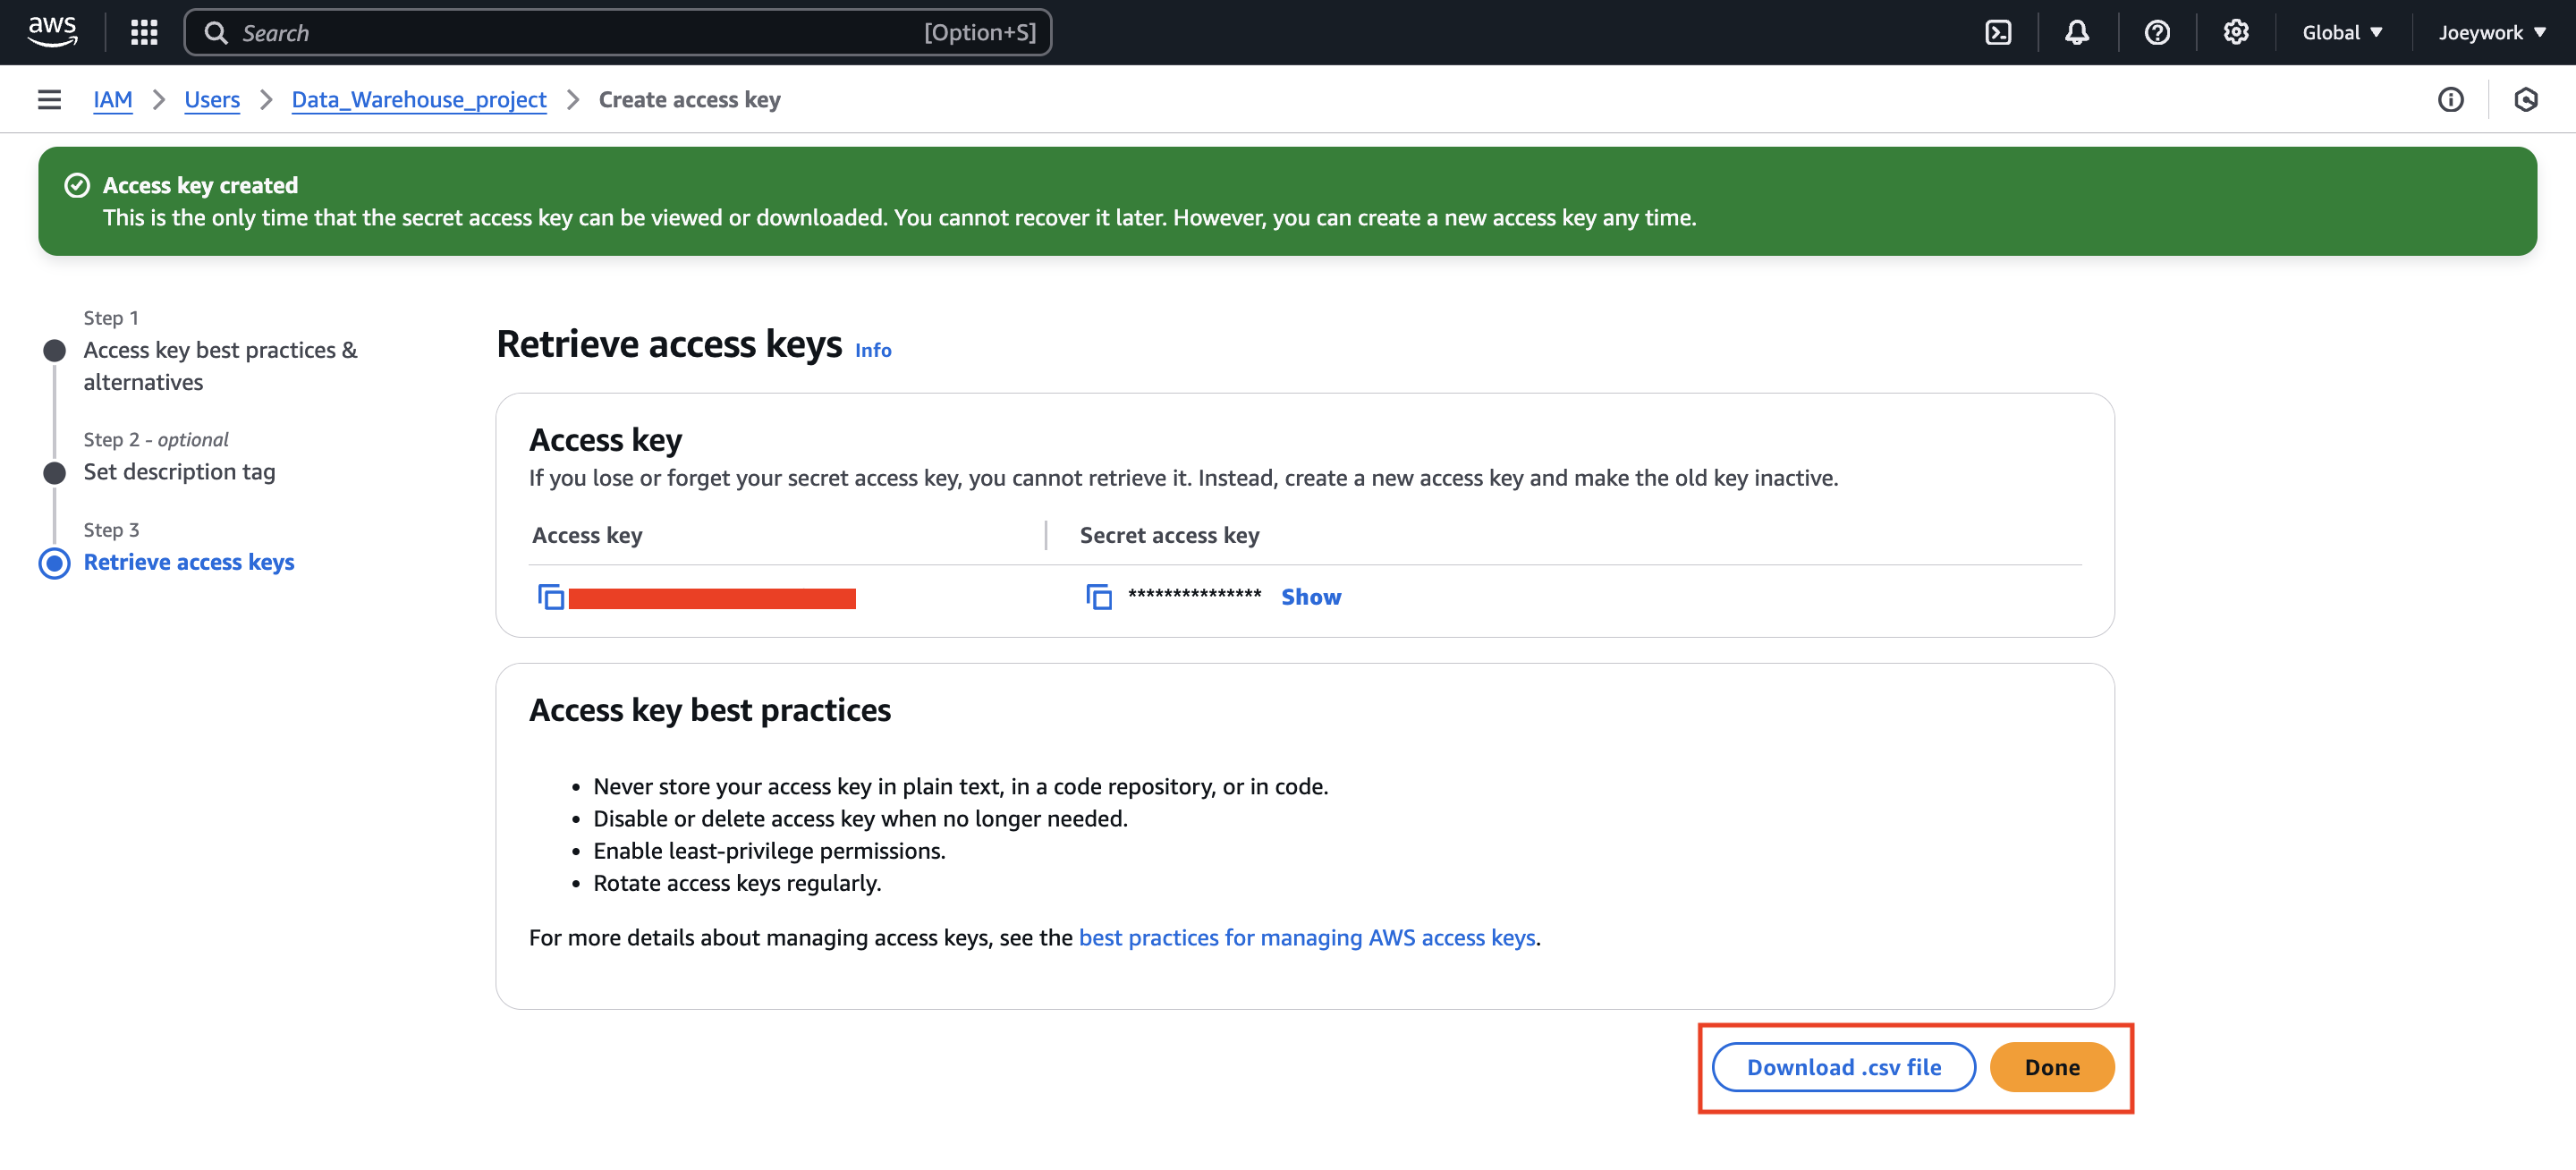 aws
Search [Option+S]
Global Joeywork
IAM Users Data_Warehouse_project Create access key
Access key created
This is the only time that the secret access key can be viewed or downloaded. You cannot recover it later. However, you can create a new access key any time.
Step 1
Access key best practices &
alternatives
Step 2 - optional
Set description tag
Step 3
Retrieve access keys
Retrieve access keys Info
Access key
If you lose or forget your secret access key, you cannot retrieve it. Instead, create a new access key and make the old key inactive.
Access key Secret access key
*************** Show
Access key best practices
• Never store your access key in plain text, in a code repository, or in code.
• Disable or delete access key when no longer needed.
• Enable least-privilege permissions.
• Rotate access keys regularly.
For more details about managing access keys, see the best practices for managing AWS access keys.
Download .csv file Done